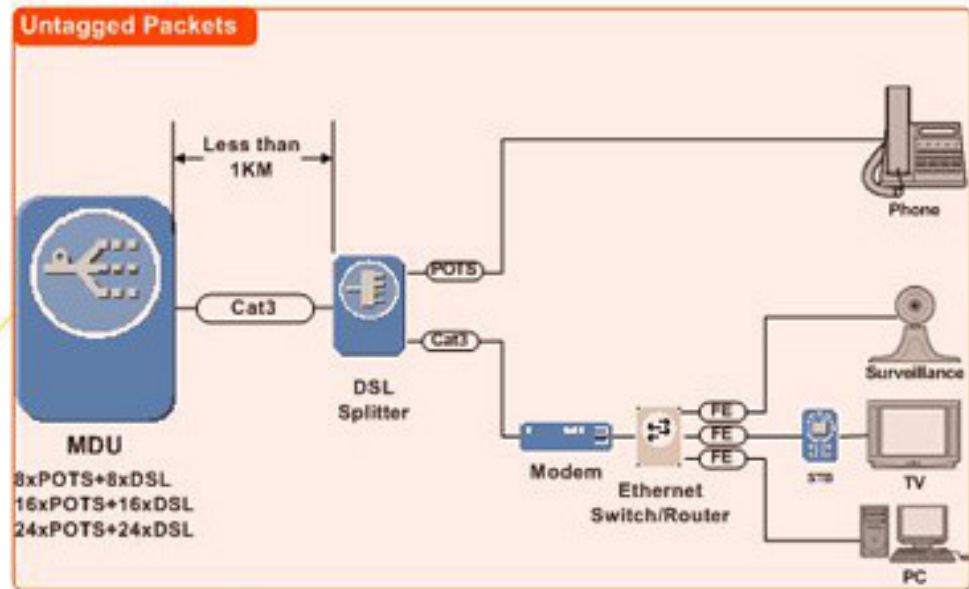 Untagged Packets
Less than
1KM
Phone
POTS
Cat3
Cat3
Surveillance
DSL
Splitter
FE
FE
FE
MDU
Modem
STB
TV
8xPOTS+8xDSL
16xPOTS+16xDSL
24xPOTS+24xDSL
Ethernet
Switch/Router
PC